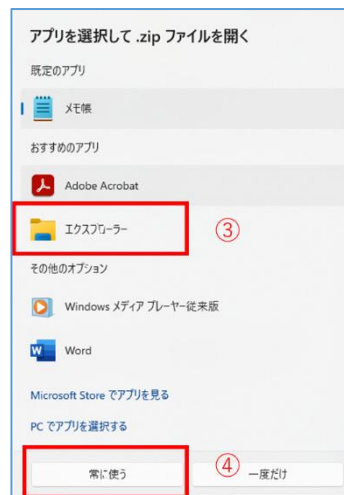 アプリを選択して .zip ファイルを開く
既定のアプリ
メモ帳
おすすめのアプリ
Adobe Acrobat
エクスプローラー ③
その他のオプション
Windows メディア プレーヤー従来版
Word
Microsoft Store でアプリを見る
PC でアプリを選択する
常に使う ④ 一度だけ